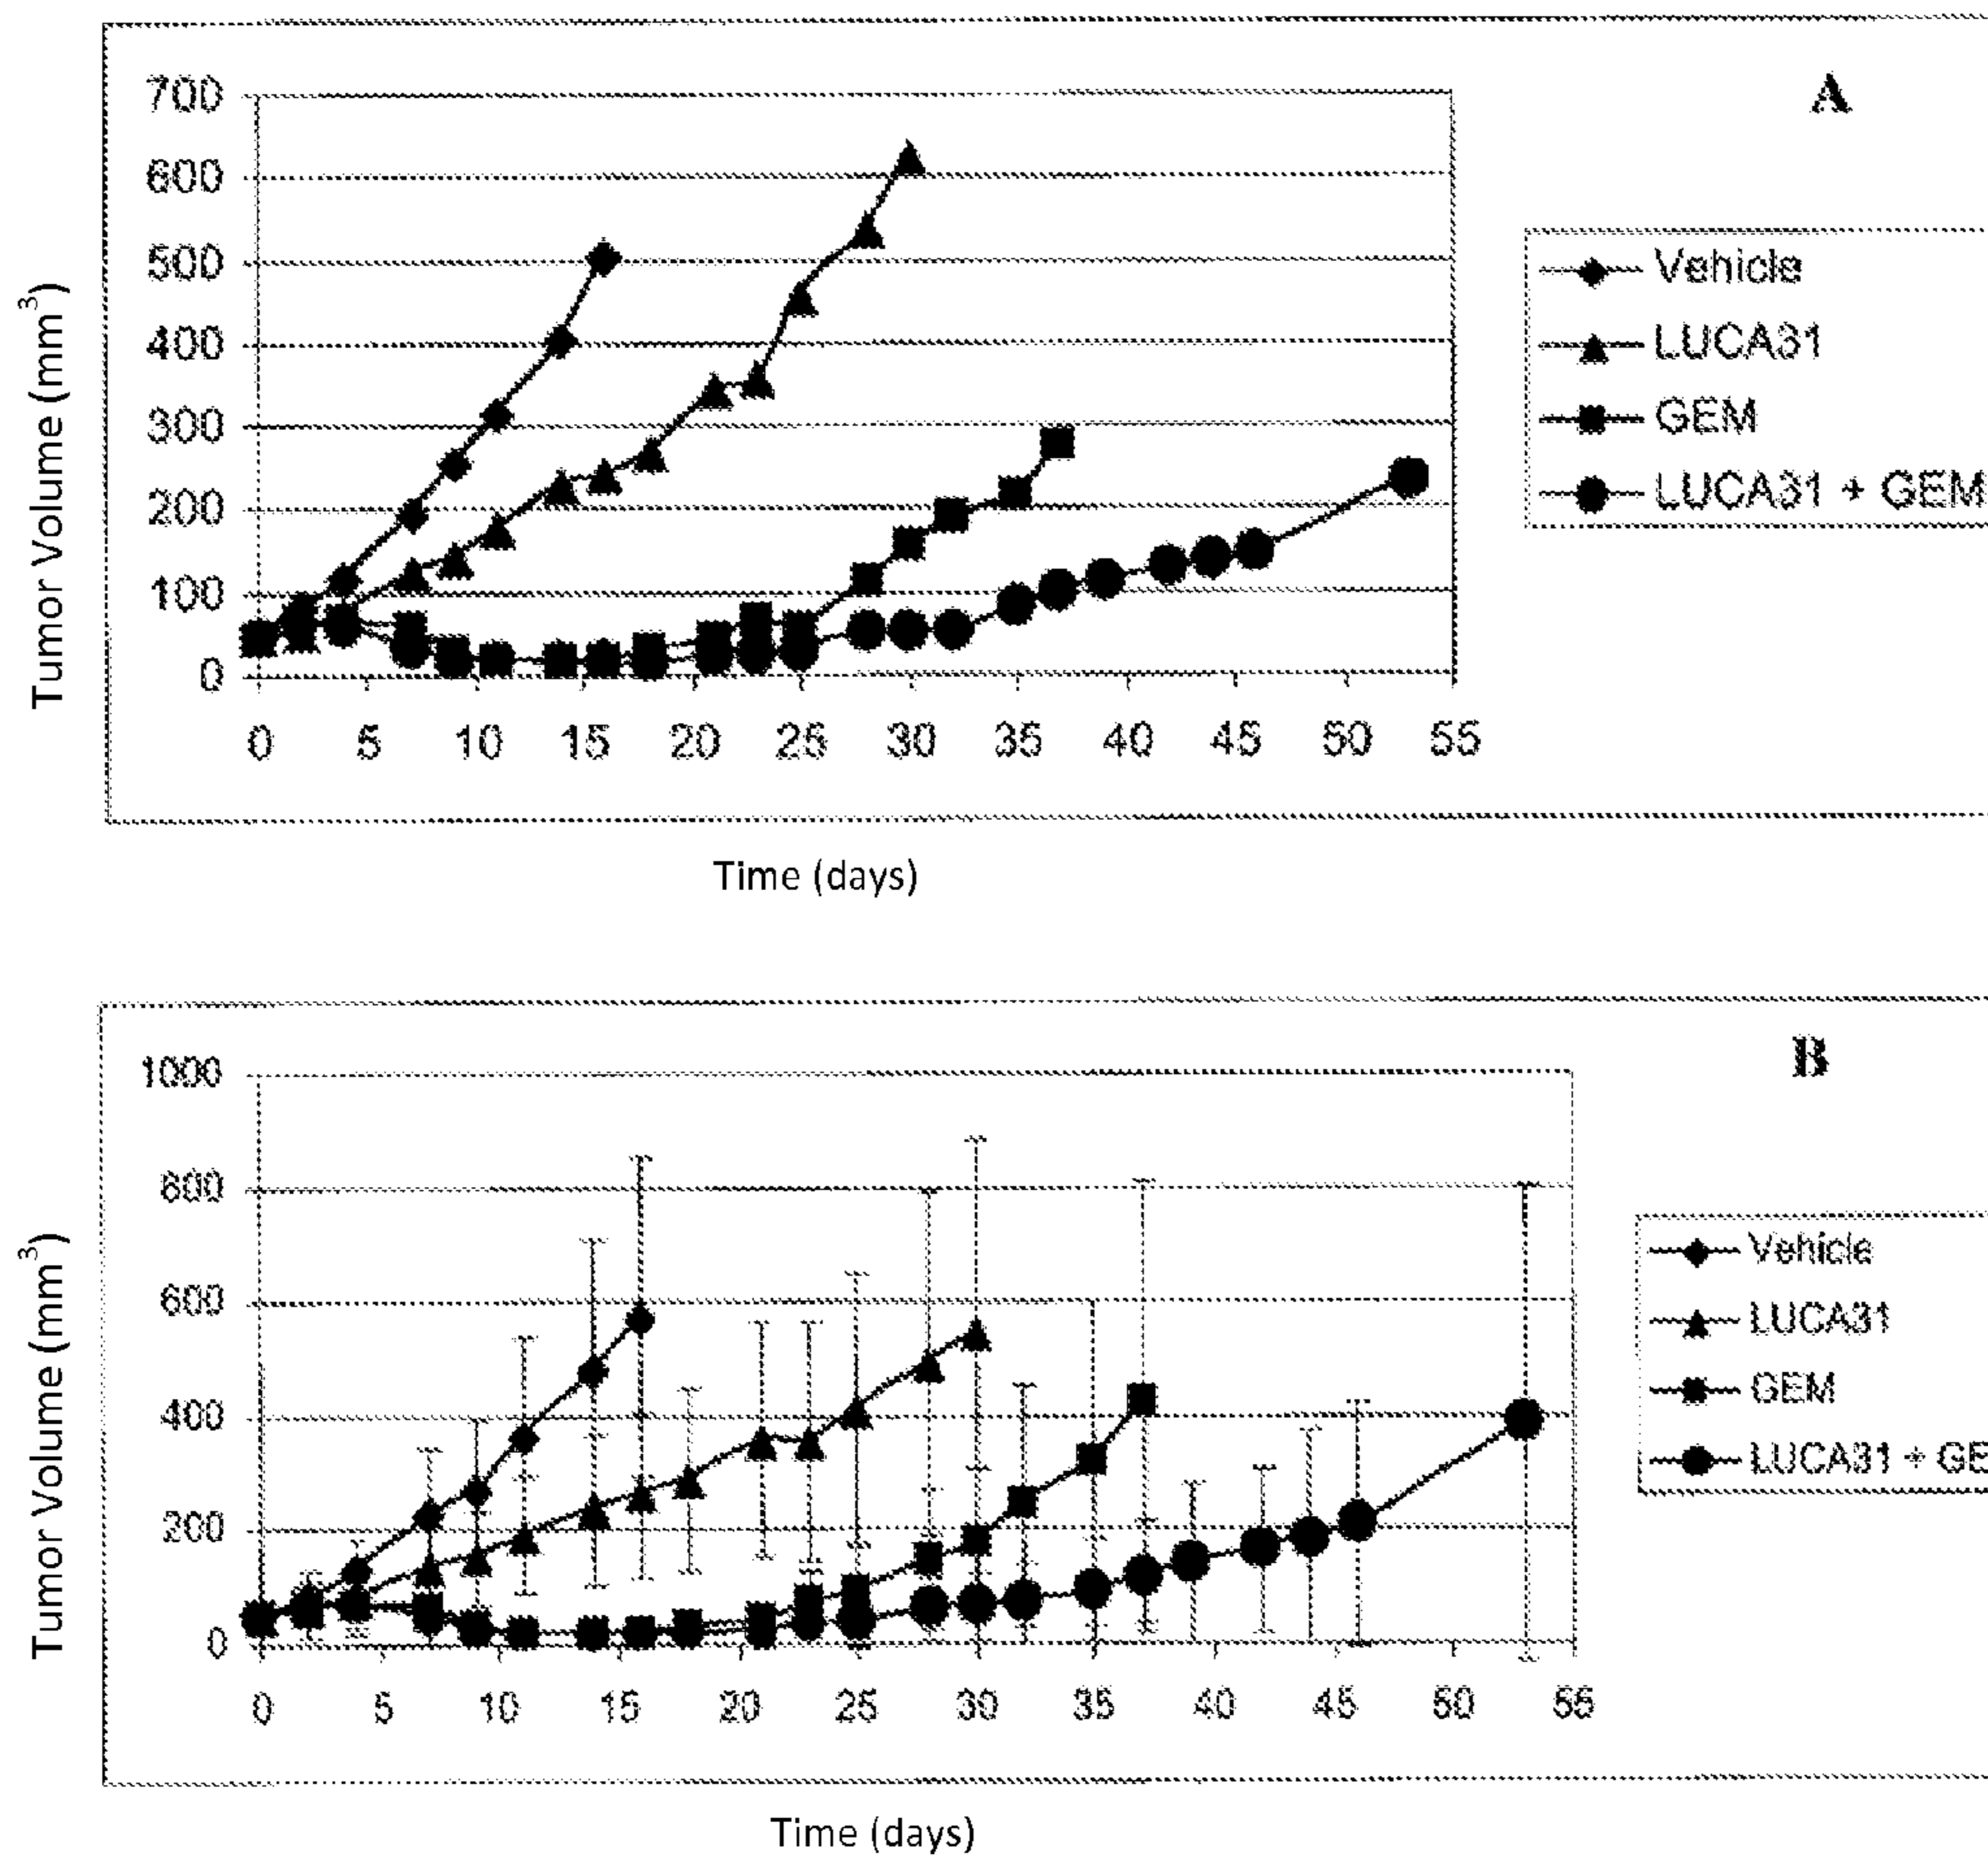 A
Tumor Volume (mm³)
700
600
500
400
300
200
100
0
0 5 10 15 20 25 30 35 40 45 50 55
Time (days)
Vehicle
LUCA31
GEM
LUCA31 + GEM
B
Tumor Volume (mm³)
1000
800
600
400
200
0
0 5 10 15 20 25 30 35 40 45 50 55
Time (days)
Vehicle
LUCA31
GEM
LUCA31 + GE